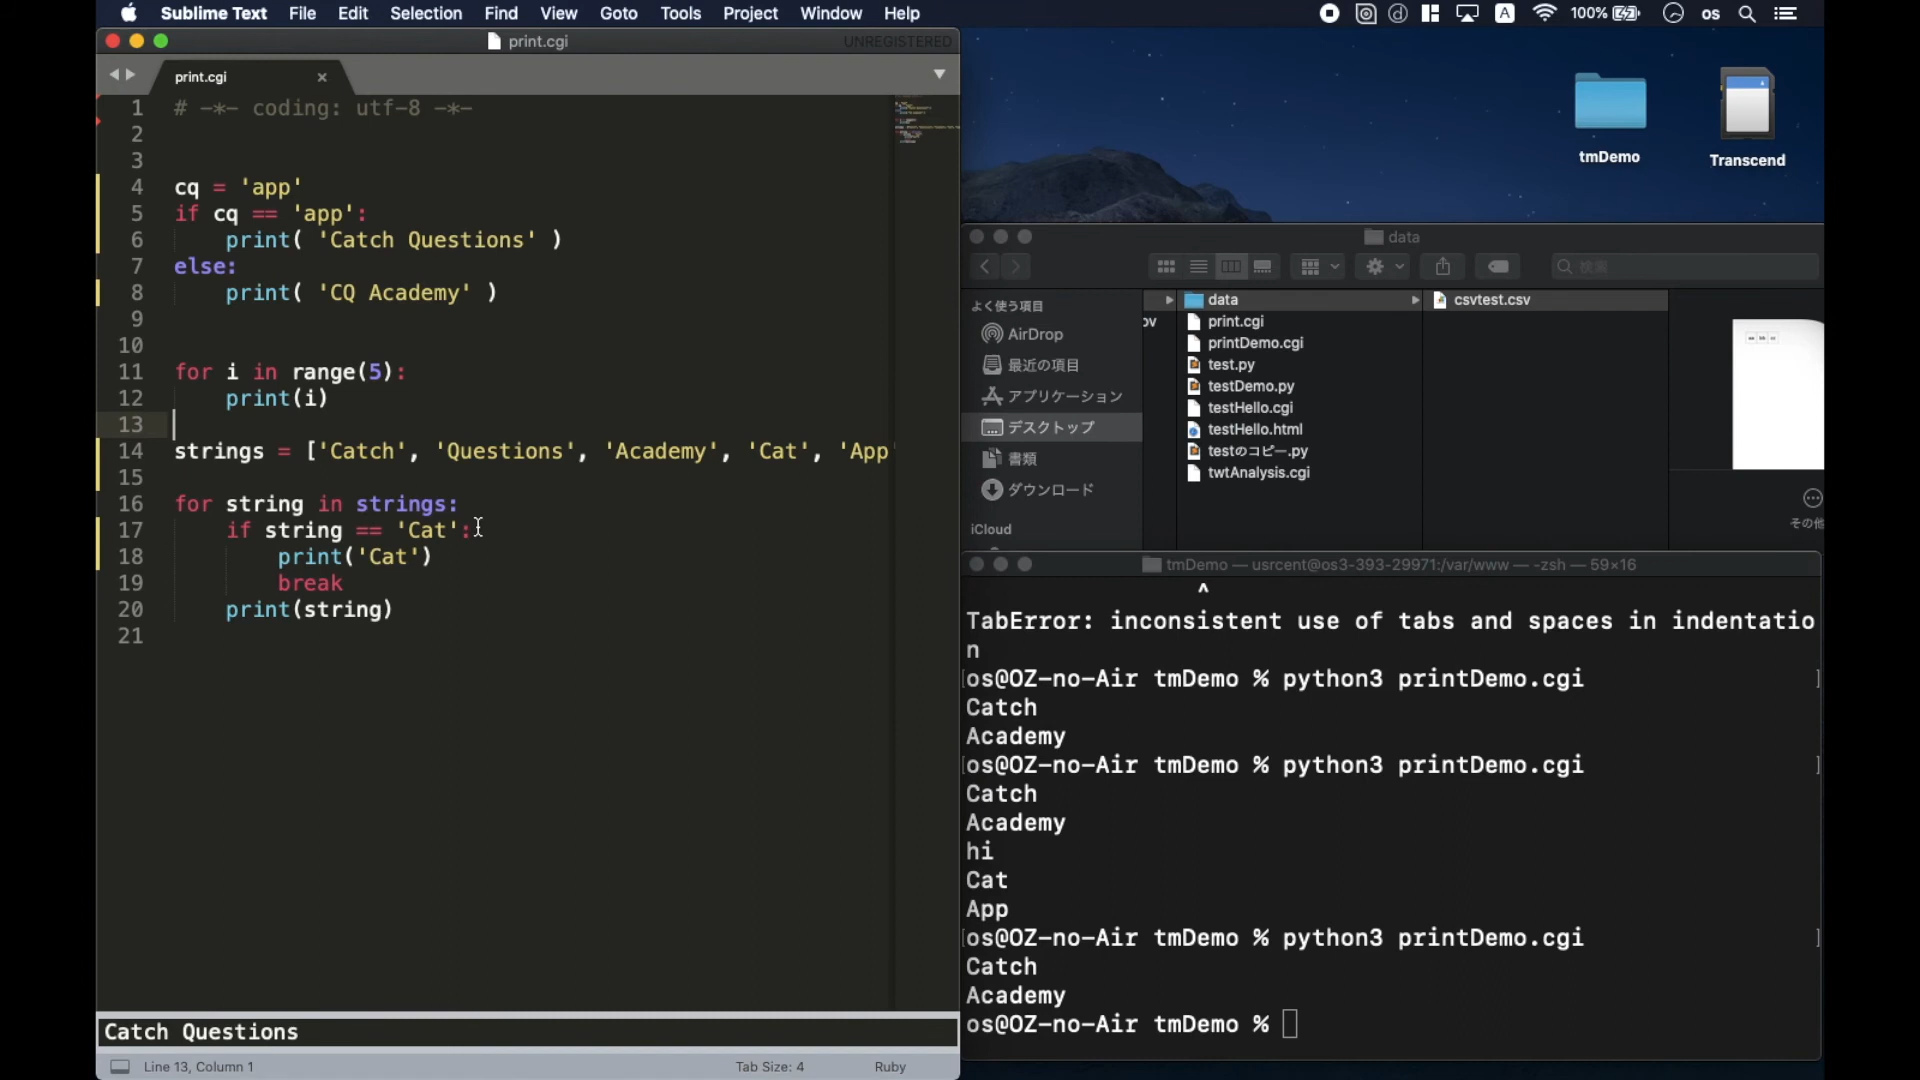 Sublime Text File Edit Selection Find View Goto Tools Project Window Help
A 100% os
print.cgi
UNREGISTERED
print.cgi ×
1 # -*- coding: utf-8 -*-
2
3
4 cq = 'app'
5 if cq == 'app':
6 print( 'Catch Questions' )
7 else:
8 print( 'CQ Academy' )
9
10
11 for i in range(5):
12 print(i)
13
14 strings = ['Catch', 'Questions', 'Academy', 'Cat', 'App'
15
16 for string in strings:
17 if string == 'Cat':
18 print('Cat')
19 break
20 print(string)
21
Catch Questions
Line 13, Column 1
Tab Size: 4
Ruby
tmDemo
Transcend
data
検索
よく使う項目
AirDrop
最近の項目
アプリケーション
デスクトップ
書類
ダウンロード
iCloud
ov
data
print.cgi
printDemo.cgi
test.py
testDemo.py
testHello.cgi
testHello.html
testのコピー.py
twtAnalysis.cgi
csvtest.csv
その他
tmDemo — usrcent@os3-393-29971:/var/www — -zsh — 59×16
^
TabError: inconsistent use of tabs and spaces in indentatio
n
[os@OZ-no-Air tmDemo % python3 printDemo.cgi ]
Catch
Academy
[os@OZ-no-Air tmDemo % python3 printDemo.cgi ]
Catch
Academy
hi
Cat
App
[os@OZ-no-Air tmDemo % python3 printDemo.cgi ]
Catch
Academy
os@OZ-no-Air tmDemo %